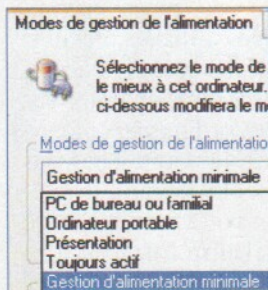 Modes de gestion de l'alimentation
Sélectionnez le mode de
le mieux à cet ordinateur.
ci-dessous modifiera le
Modes de gestion de
Gestion d'alimentation minimale
PC de bureau ou familial
Ordinateur portable
Présentation
Toujours actif
Gestion d'alimentation minimale